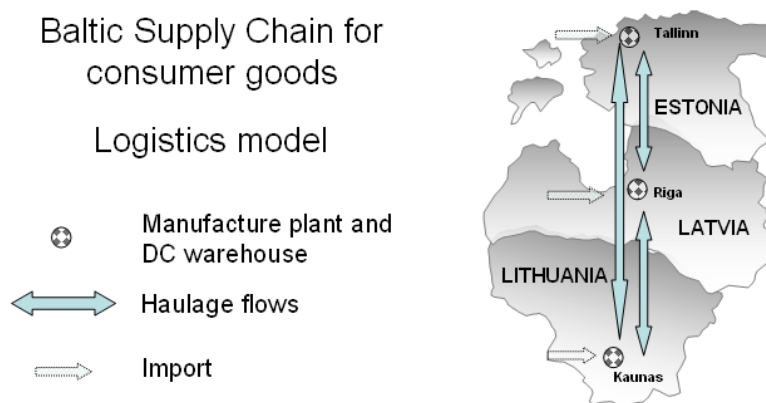 Baltic Supply Chain for
consumer goods
Logistics model
Manufacture plant and
DC warehouse
Haulage flows
Import
Tallinn
ESTONIA
Riga
LATVIA
LITHUANIA
Kaunas